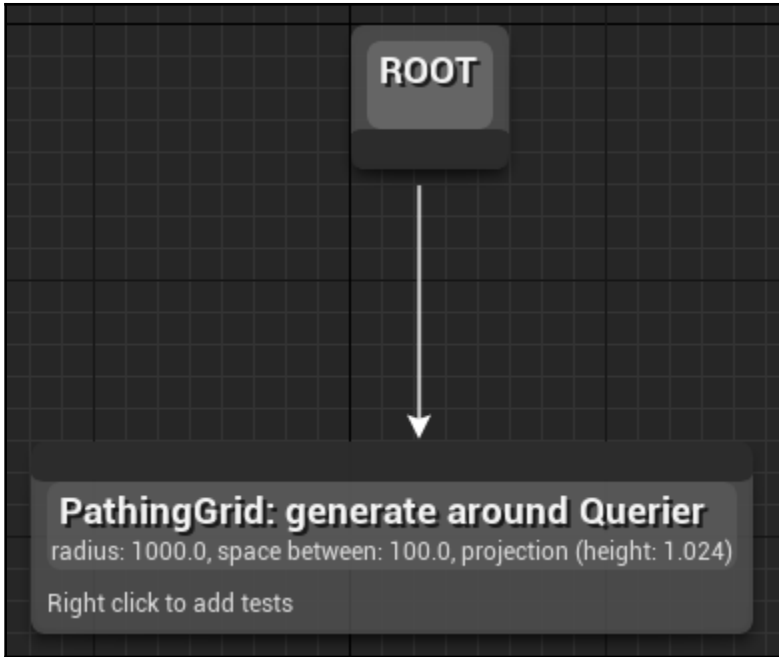 ROOT
PathingGrid: generate around Querier
radius: 1000.0, space between: 100.0, projection (height: 1.024)
Right click to add tests